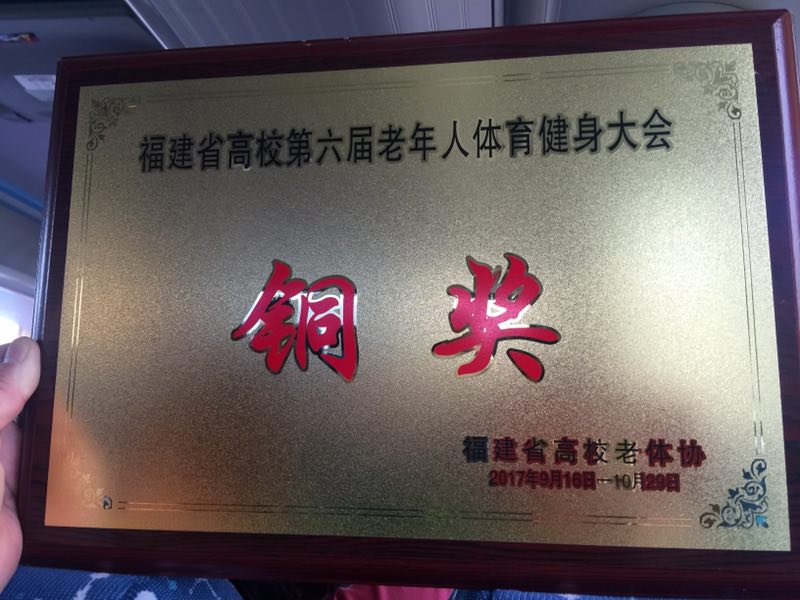 福建省高校第六届老年人体育健身大会
铜奖
福建省高校老体协
2017年9月16日—10月29日